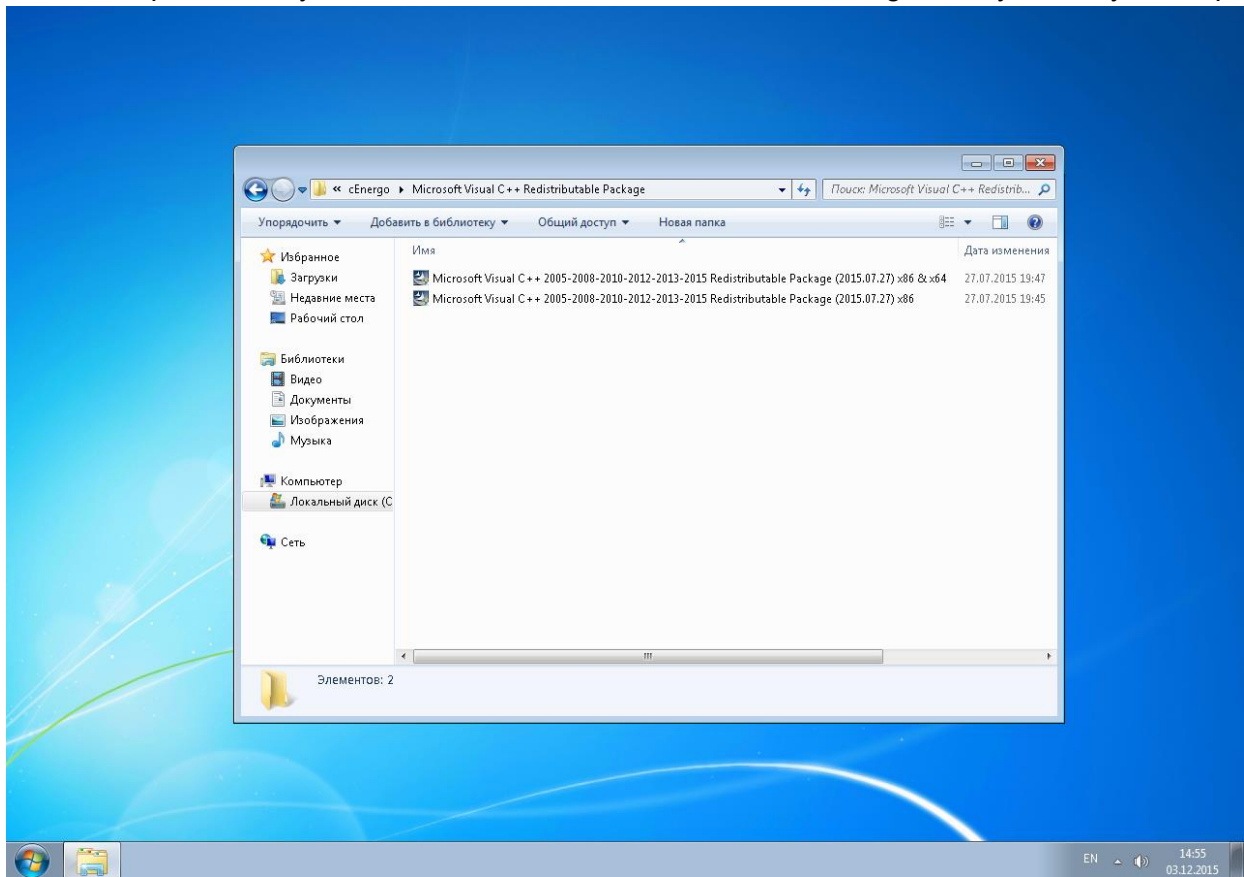 « cEnergo ▸ Microsoft Visual C++ Redistributable Package
Поиск: Microsoft Visual C++ Redistrib...
Упорядочить ▾ Добавить в библиотеку ▾ Общий доступ ▾ Новая папка
Имя Дата изменения
Microsoft Visual C++ 2005-2008-2010-2012-2013-2015 Redistributable Package (2015.07.27) x86 & x64 27.07.2015 19:47
Microsoft Visual C++ 2005-2008-2010-2012-2013-2015 Redistributable Package (2015.07.27) x86 27.07.2015 19:45
Избранное
Загрузки
Недавние места
Рабочий стол
Библиотеки
Видео
Документы
Изображения
Музыка
Компьютер
Локальный диск (C
Сеть
Элементов: 2
EN
14:55
03.12.2015